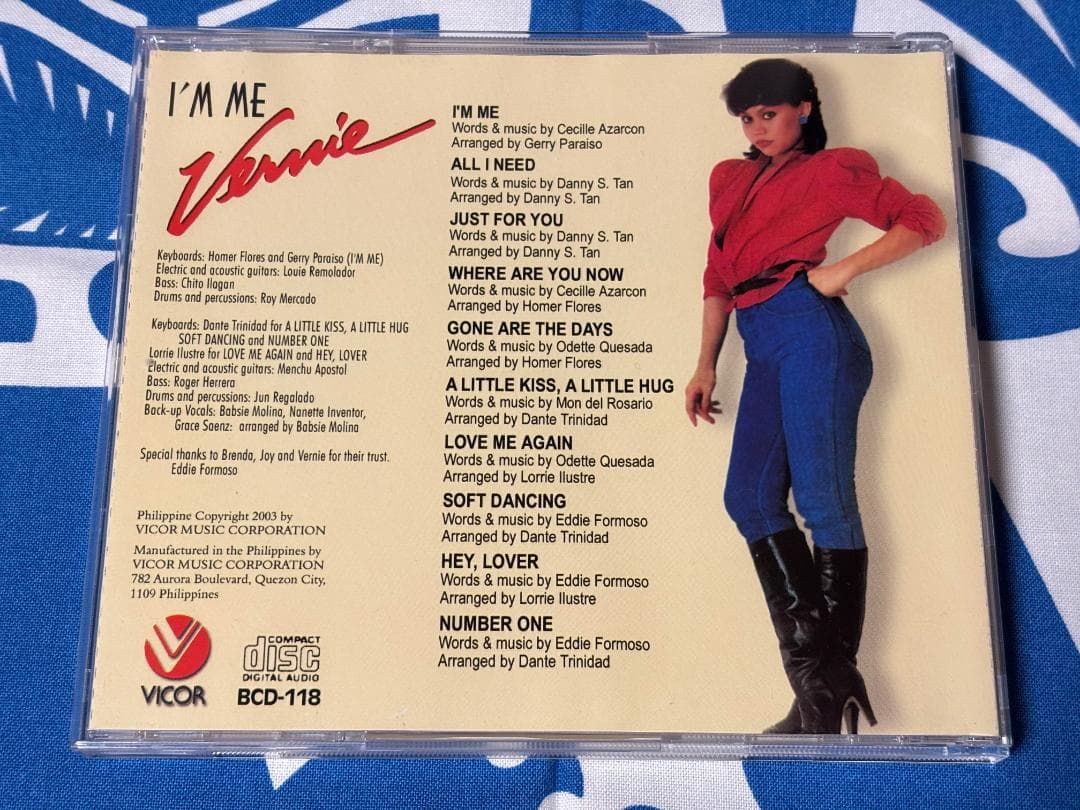 I'M ME
Vernie
Keyboards: Homer Flores and Gerry Paraiso (I'M ME)
Electric and acoustic guitars: Louie Remolador
Bass: Chito Ilagan
Drums and percussions: Roy Mercado
Keyboards: Dante Trinidad for A LITTLE KISS, A LITTLE HUG
SOFT DANCING and NUMBER ONE
Lorrie Ilustre for LOVE ME AGAIN and HEY, LOVER
Electric and acoustic guitars: Menchu Apostol
Bass: Roger Herrera
Drums and percussions: Jun Regalado
Back-up Vocals: Babsie Molina, Nanette Inventor,
Grace Saenz: arranged by Babsie Molina
Special thanks to Brenda, Joy and Vernie for their trust.
Eddie Formoso
Philippine Copyright 2003 by
VICOR MUSIC CORPORATION
Manufactured in the Philippines by
VICOR MUSIC CORPORATION
782 Aurora Boulevard, Quezon City,
1109 Philippines
VICOR
COMPACT
disc
DIGITAL AUDIO
BCD-118
I'M ME
Words & music by Cecille Azarcon
Arranged by Gerry Paraiso
ALL I NEED
Words & music by Danny S. Tan
Arranged by Danny S. Tan
JUST FOR YOU
Words & music by Danny S. Tan
Arranged by Danny S. Tan
WHERE ARE YOU NOW
Words & music by Cecille Azarcon
Arranged by Homer Flores
GONE ARE THE DAYS
Words & music by Odette Quesada
Arranged by Homer Flores
A LITTLE KISS, A LITTLE HUG
Words & music by Mon del Rosario
Arranged by Dante Trinidad
LOVE ME AGAIN
Words & music by Odette Quesada
Arranged by Lorrie Ilustre
SOFT DANCING
Words & music by Eddie Formoso
Arranged by Dante Trinidad
HEY, LOVER
Words & music by Eddie Formoso
Arranged by Lorrie Ilustre
NUMBER ONE
Words & music by Eddie Formoso
Arranged by Dante Trinidad